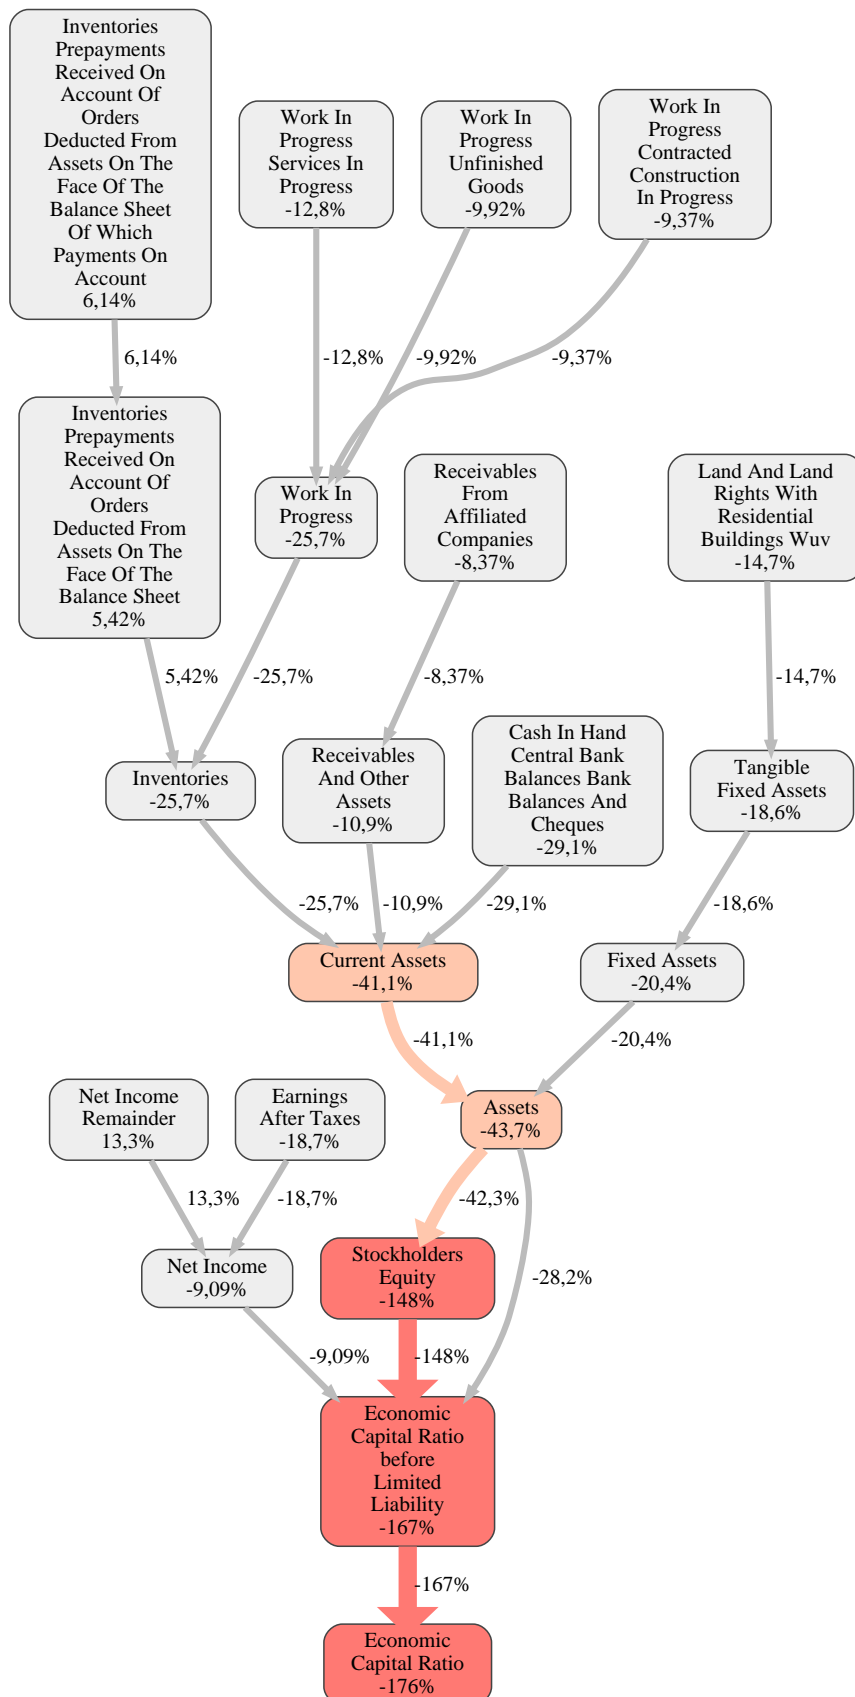 Inventories
Prepayments
Received On
Account Of
Orders
Deducted From
Assets On The
Face Of The
Balance Sheet
Of Which
Payments On
Account
6,14%
Work In
Progress
Services In
Progress
-12,8%
Work In
Progress
Unfinished
Goods
-9,92%
Work In
Progress
Contracted
Construction
In Progress
-9,37%
6,14%
-12,8%
-9,92%
-9,37%
Inventories
Prepayments
Received On
Account Of
Orders
Deducted From
Assets On The
Face Of The
Balance Sheet
5,42%
Work In
Progress
-25,7%
Receivables
From
Affiliated
Companies
-8,37%
Land And Land
Rights With
Residential
Buildings Wuv
-14,7%
5,42%
-25,7%
-8,37%
-14,7%
Inventories
-25,7%
Receivables
And Other
Assets
-10,9%
Cash In Hand
Central Bank
Balances Bank
Balances And
Cheques
-29,1%
Tangible
Fixed Assets
-18,6%
-25,7%
-10,9%
-29,1%
-18,6%
Current Assets
-41,1%
Fixed Assets
-20,4%
-41,1%
-20,4%
Net Income
Remainder
13,3%
Earnings
After Taxes
-18,7%
Assets
-43,7%
13,3%
-18,7%
-42,3%
-28,2%
Net Income
-9,09%
Stockholders
Equity
-148%
-9,09%
-148%
Economic
Capital Ratio
before
Limited
Liability
-167%
-167%
Economic
Capital Ratio
-176%